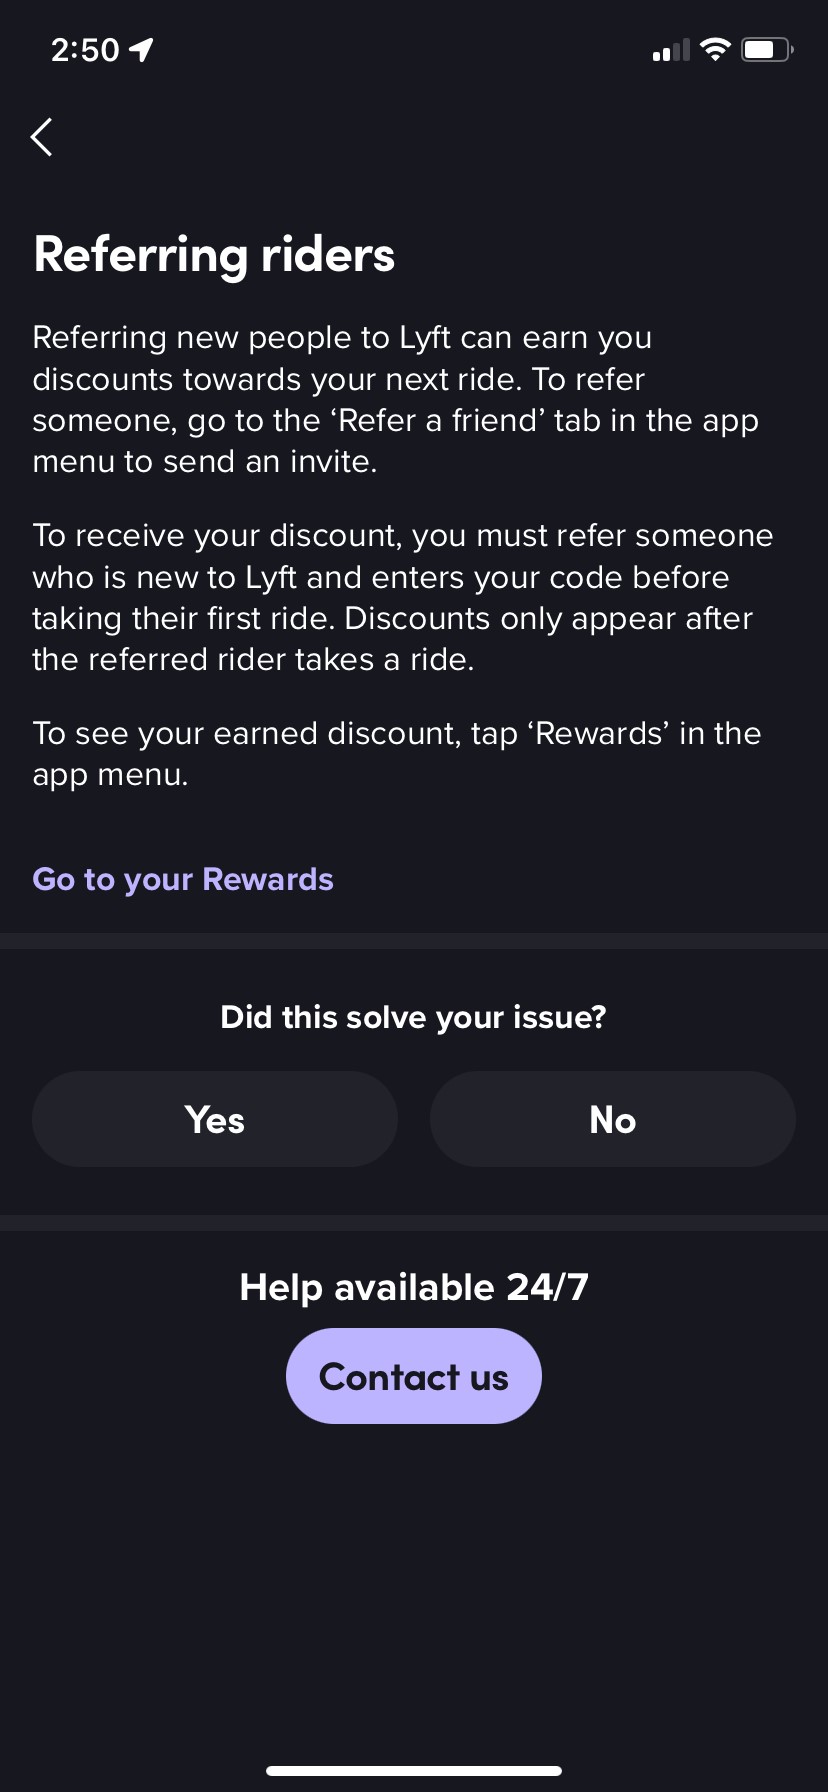 2:50
Referring riders
Referring new people to Lyft can earn you
discounts towards your next ride. To refer
someone, go to the ‘Refer a friend’ tab in the app
menu to send an invite.
To receive your discount, you must refer someone
who is new to Lyft and enters your code before
taking their first ride. Discounts only appear after
the referred rider takes a ride.
To see your earned discount, tap ‘Rewards’ in the
app menu.
Go to your Rewards
Did this solve your issue?
Yes
No
Help available 24/7
Contact us